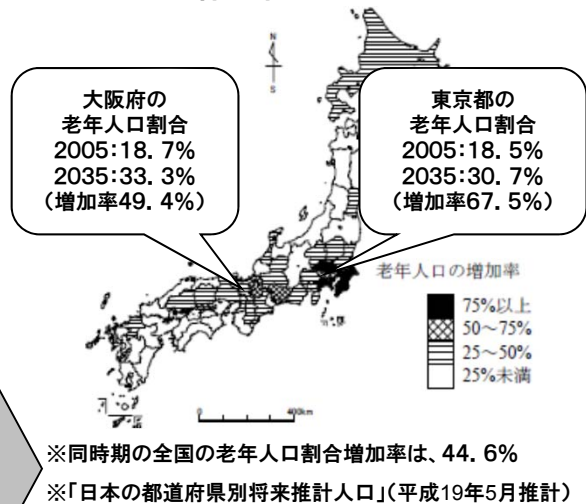 N
S
大阪府の
老年人口割合
2005:18.7%
2035:33.3%
(増加率49.4%)
東京都の
老年人口割合
2005:18.5%
2035:30.7%
(増加率67.5%)
老年人口の増加率
75%以上
50~75%
25~50%
25%未満
0
400km
※同時期の全国の老年人口割合増加率は、44.6%
※「日本の都道府県別将来推計人口」(平成19年5月推計)